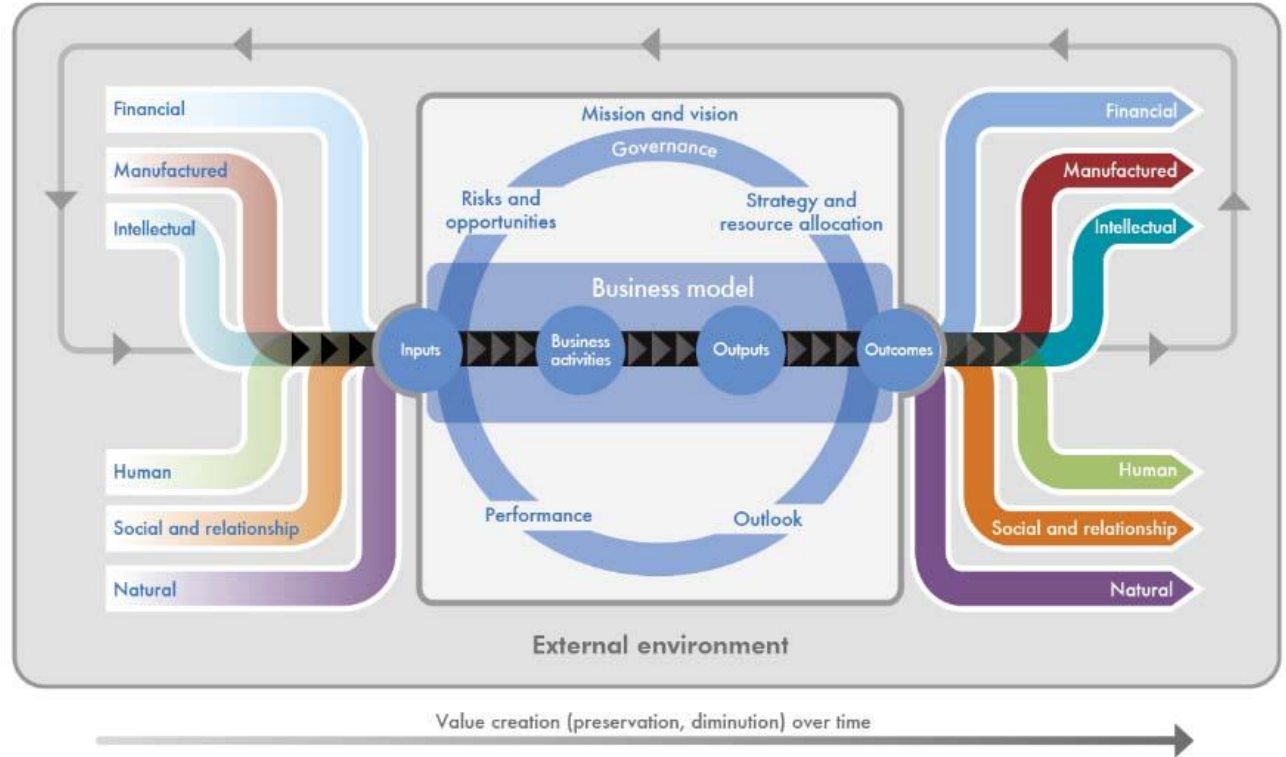 Financial
Manufactured
Intellectual
Human
Social and relationship
Natural
Mission and vision
Governance
Risks and
opportunities
Strategy and
resource allocation
Business model
Inputs
Business
activities
Outputs
Outcomes
Performance
Outlook
Financial
Manufactured
Intellectual
Human
Social and relationship
Natural
External environment
Value creation (preservation, diminution) over time